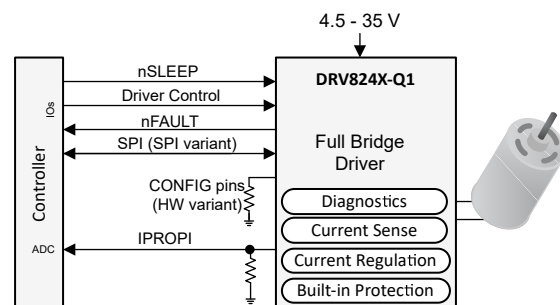 4.5 - 35 V
nSLEEP
DRV824X-Q1
Driver Control
IOs
nFAULT
SPI (SPI variant)
Full Bridge
Driver
Controller
CONFIG pins
(HW variant)
Diagnostics
Current Sense
ADC
IPROPI
Current Regulation
Built-in Protection